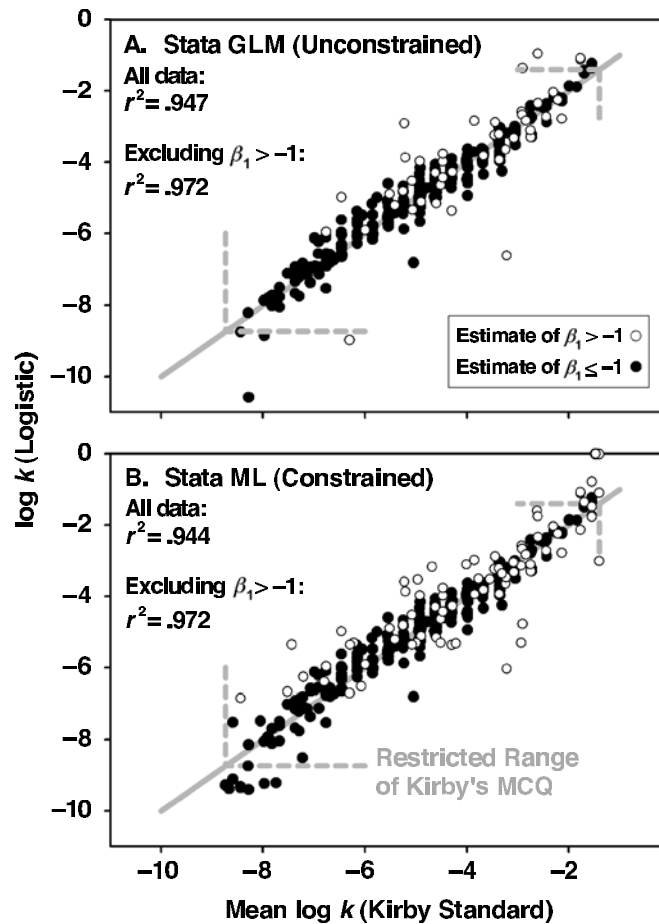 0
A. Stata GLM (Unconstrained)
All data:
r² = .947
−2
Excluding β₁ > −1:
r² = .972
−4
−6
−8
−10
Estimate of β₁ > −1
Estimate of β₁ ≤ −1
log k (Logistic)
0
B. Stata ML (Constrained)
All data:
r² = .944
−2
Excluding β₁ > −1:
r² = .972
−4
−6
−8
−10
Restricted Range
of Kirby's MCQ
−10 −8 −6 −4 −2
Mean log k (Kirby Standard)